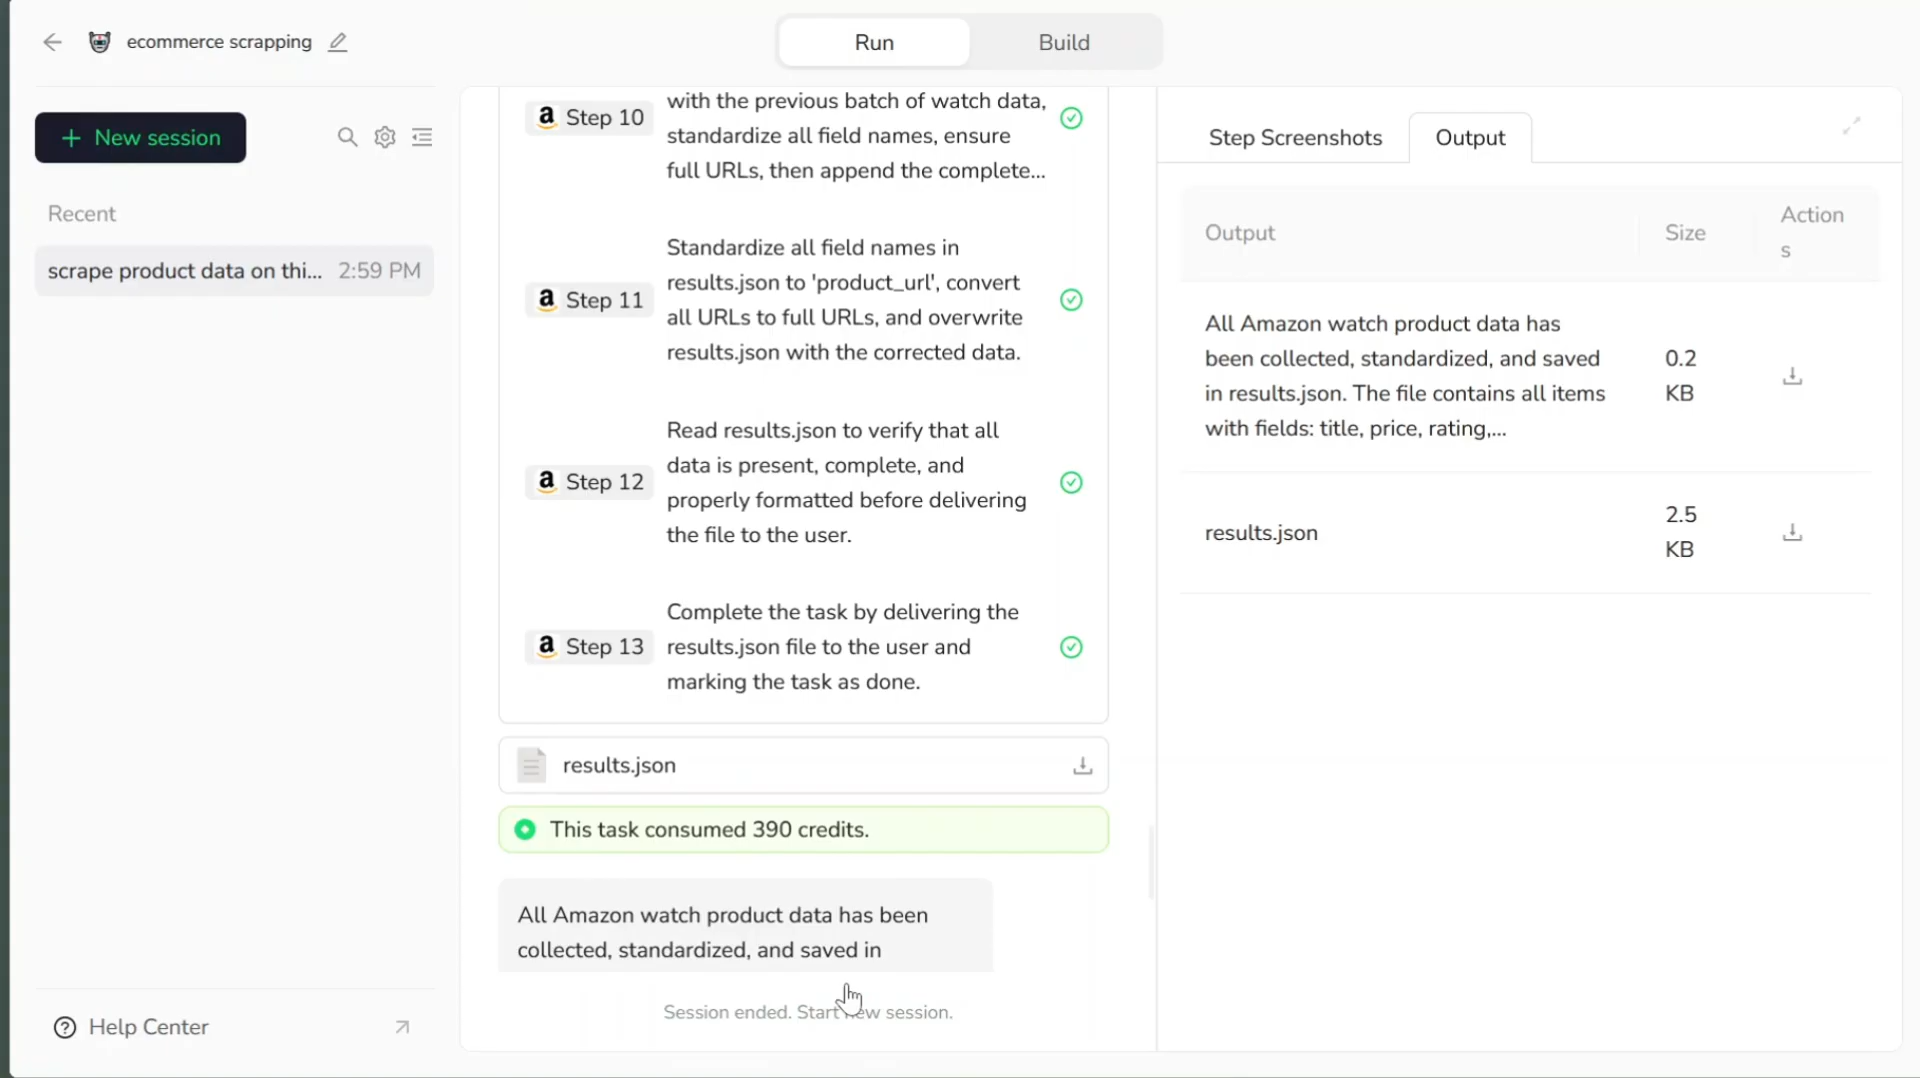 ecommerce scrapping
Run
Build
+ New session
Recent
scrape product data on thi... 2:59 PM
Help Center
a Step 10
with the previous batch of watch data,
standardize all field names, ensure
full URLs, then append the complete...
a Step 11
Standardize all field names in
results.json to 'product_url', convert
all URLs to full URLs, and overwrite
results.json with the corrected data.
a Step 12
Read results.json to verify that all
data is present, complete, and
properly formatted before delivering
the file to the user.
a Step 13
Complete the task by delivering the
results.json file to the user and
marking the task as done.
results.json
This task consumed 390 credits.
All Amazon watch product data has been
collected, standardized, and saved in
Session ended. Start session.
Step Screenshots
Output
Output
Size
Action
s
All Amazon watch product data has
been collected, standardized, and saved
in results.json. The file contains all items
with fields: title, price, rating,...
0.2
KB
results.json
2.5
KB